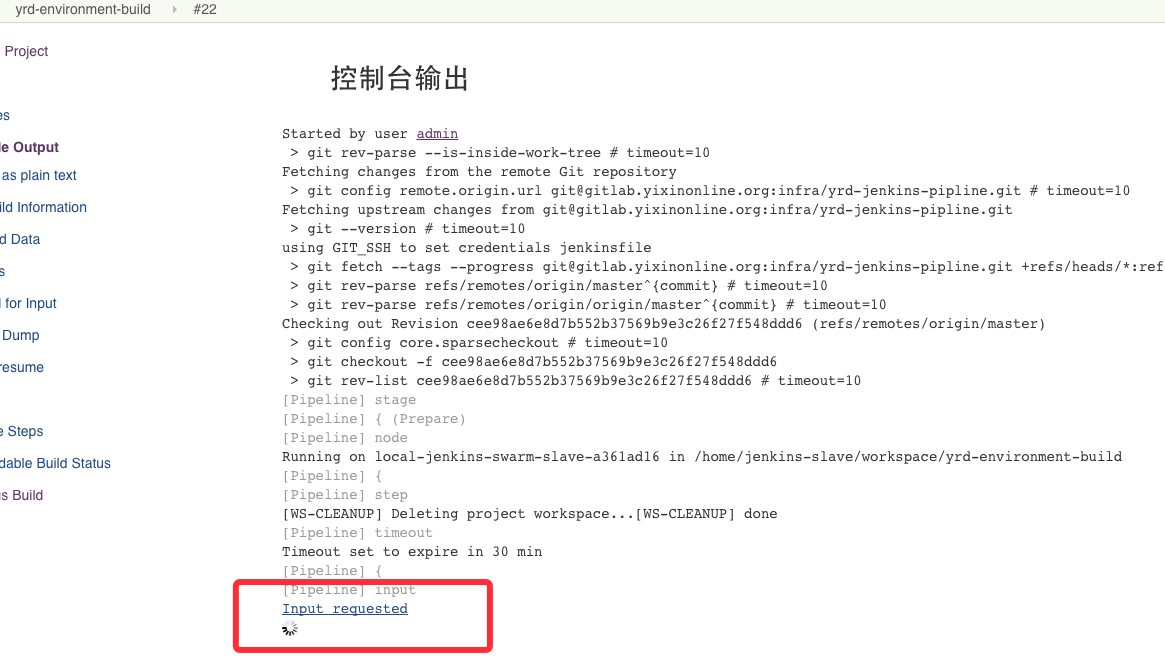 yrd-environment-build #22
Project
es
le Output
as plain text
ild Information
d Data
s
l for Input
Dump
resume
e Steps
dable Build Status
s Build
控制台输出
Started by user admin
> git rev-parse --is-inside-work-tree # timeout=10
Fetching changes from the remote Git repository
> git config remote.origin.url git@gitlab.yixinonline.org:infra/yrd-jenkins-pipline.git # timeout=10
Fetching upstream changes from git@gitlab.yixinonline.org:infra/yrd-jenkins-pipline.git
> git --version # timeout=10
using GIT_SSH to set credentials jenkinsfile
> git fetch --tags --progress git@gitlab.yixinonline.org:infra/yrd-jenkins-pipline.git +refs/heads/*:ref
> git rev-parse refs/remotes/origin/master^{commit} # timeout=10
> git rev-parse refs/remotes/origin/origin/master^{commit} # timeout=10
Checking out Revision cee98ae6e8d7b552b37569b9e3c26f27f548ddd6 (refs/remotes/origin/master)
> git config core.sparsecheckout # timeout=10
> git checkout -f cee98ae6e8d7b552b37569b9e3c26f27f548ddd6
> git rev-list cee98ae6e8d7b552b37569b9e3c26f27f548ddd6 # timeout=10
[Pipeline] stage
[Pipeline] { (Prepare)
[Pipeline] node
Running on local-jenkins-swarm-slave-a361ad16 in /home/jenkins-slave/workspace/yrd-environment-build
[Pipeline] {
[Pipeline] step
[WS-CLEANUP] Deleting project workspace...[WS-CLEANUP] done
[Pipeline] timeout
Timeout set to expire in 30 min
[Pipeline] {
[Pipeline] input
Input requested